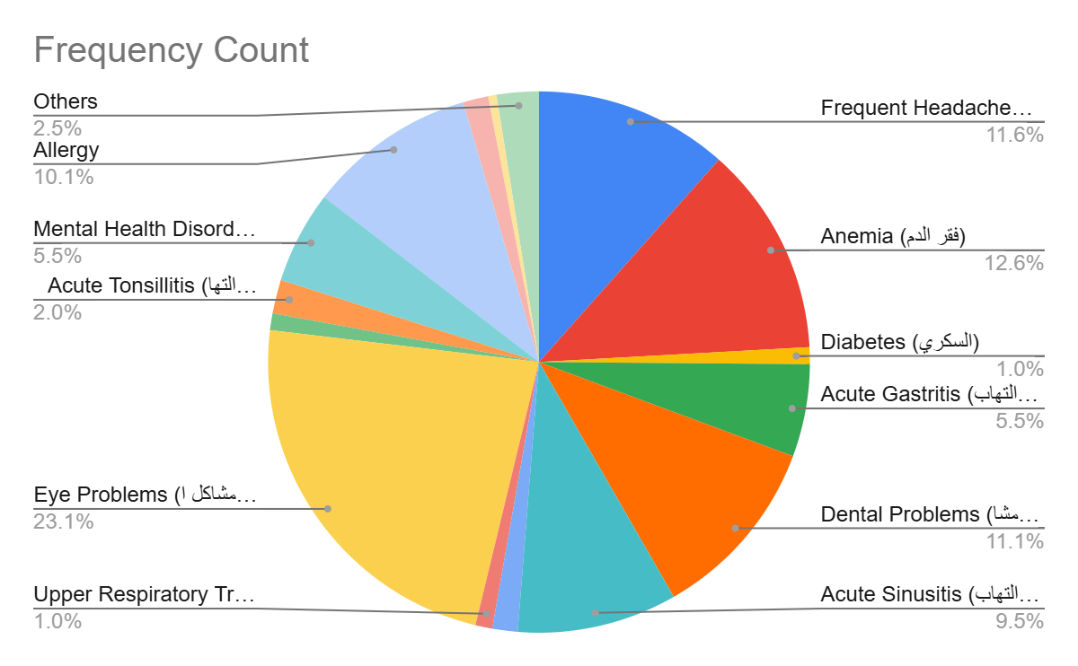 Frequency Count
Others
2.5%
Allergy
10.1%
Mental Health Disord…
5.5%
Acute Tonsillitis (التها…
2.0%
Eye Problems (مشاكل ا…
23.1%
Upper Respiratory Tr…
1.0%
Frequent Headache…
11.6%
Anemia (فقر الدم)
12.6%
Diabetes (السكري)
1.0%
Acute Gastritis (التهاب…
5.5%
Dental Problems (مشا…
11.1%
Acute Sinusitis (التهاب…
9.5%